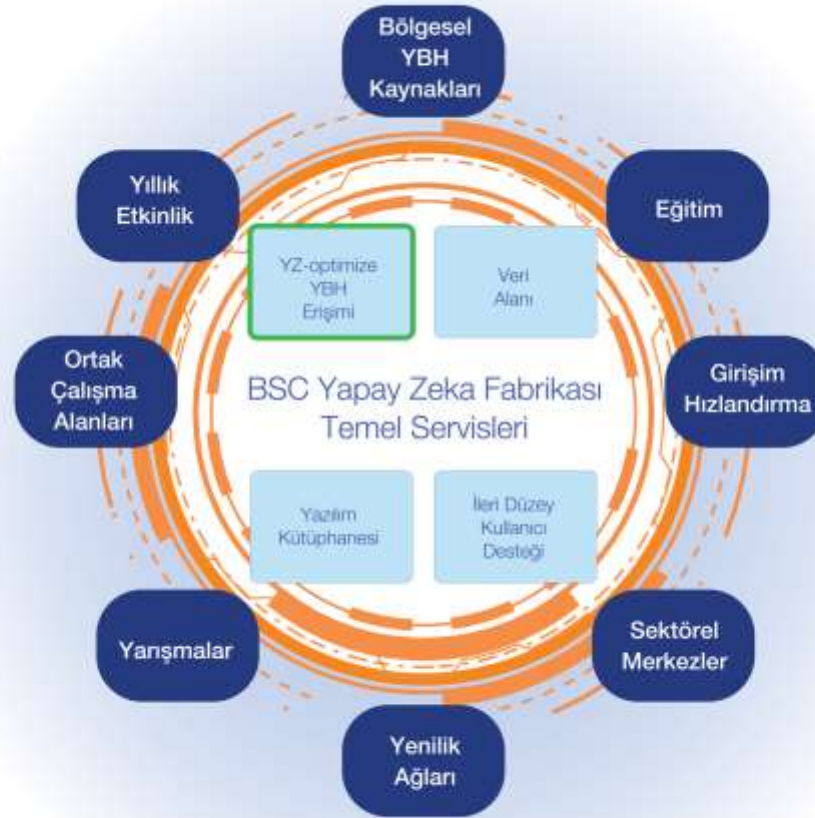 Bölgesel
YBH
Kaynakları
Yıllık
Etkinlik
Eğitim
YZ-optimize
YBH
Erişimi
Veri
Alanı
Ortak
Çalışma
Alanları
BSC Yapay Zeka Fabrikası
Temel Servisleri
Girişim
Hızlandırma
Yazılım
Kütüphanesi
İleri Düzey
Kullanıcı
Desteği
Yarışmalar
Sektörel
Merkezler
Yenilik
Ağları